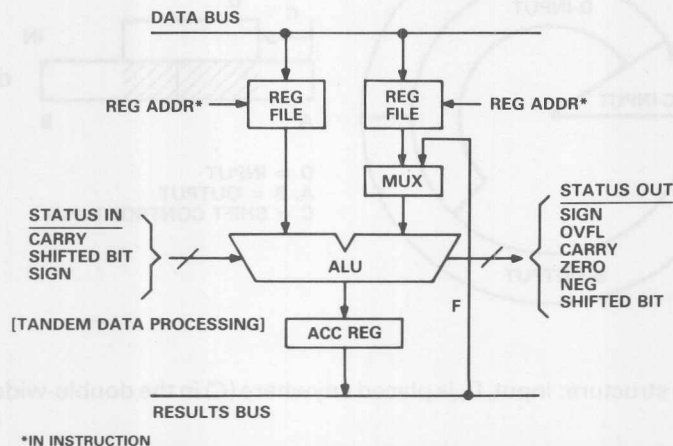 DATA BUS
REG ADDR*
REG
FILE
REG
FILE
REG ADDR*
MUX
STATUS IN
CARRY
SHIFTED BIT
SIGN
ALU
STATUS OUT
SIGN
OVFL
CARRY
ZERO
NEG
SHIFTED BIT
F
[TANDEM DATA PROCESSING]
ACC REG
RESULTS BUS
*IN INSTRUCTION